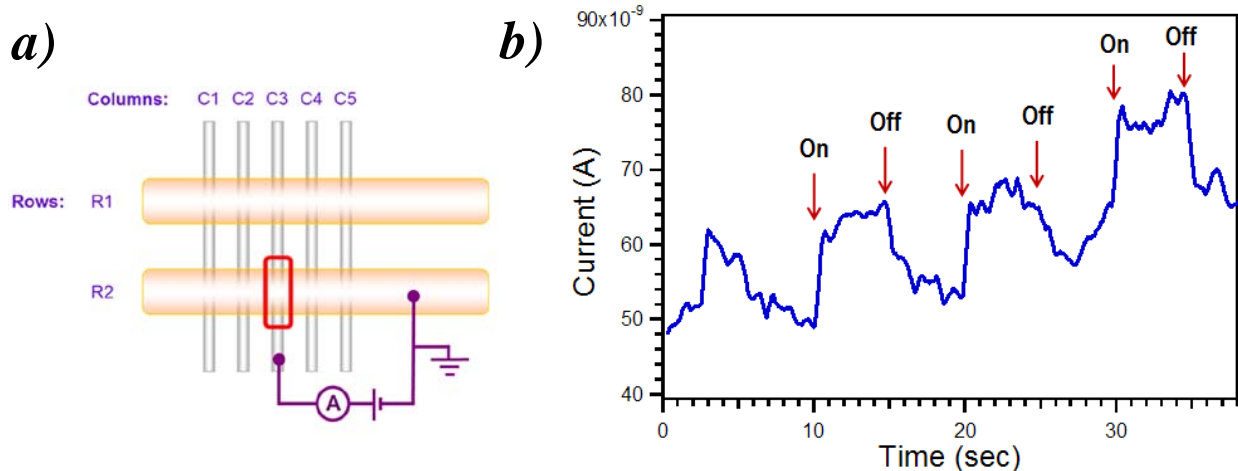 a)
Columns: C1 C2 C3 C4 C5
Rows: R1
R2
A
b)
90x10⁻⁹
80
70
60
50
40
Current (A)
On Off On Off On Off
0 10 20 30
Time (sec)